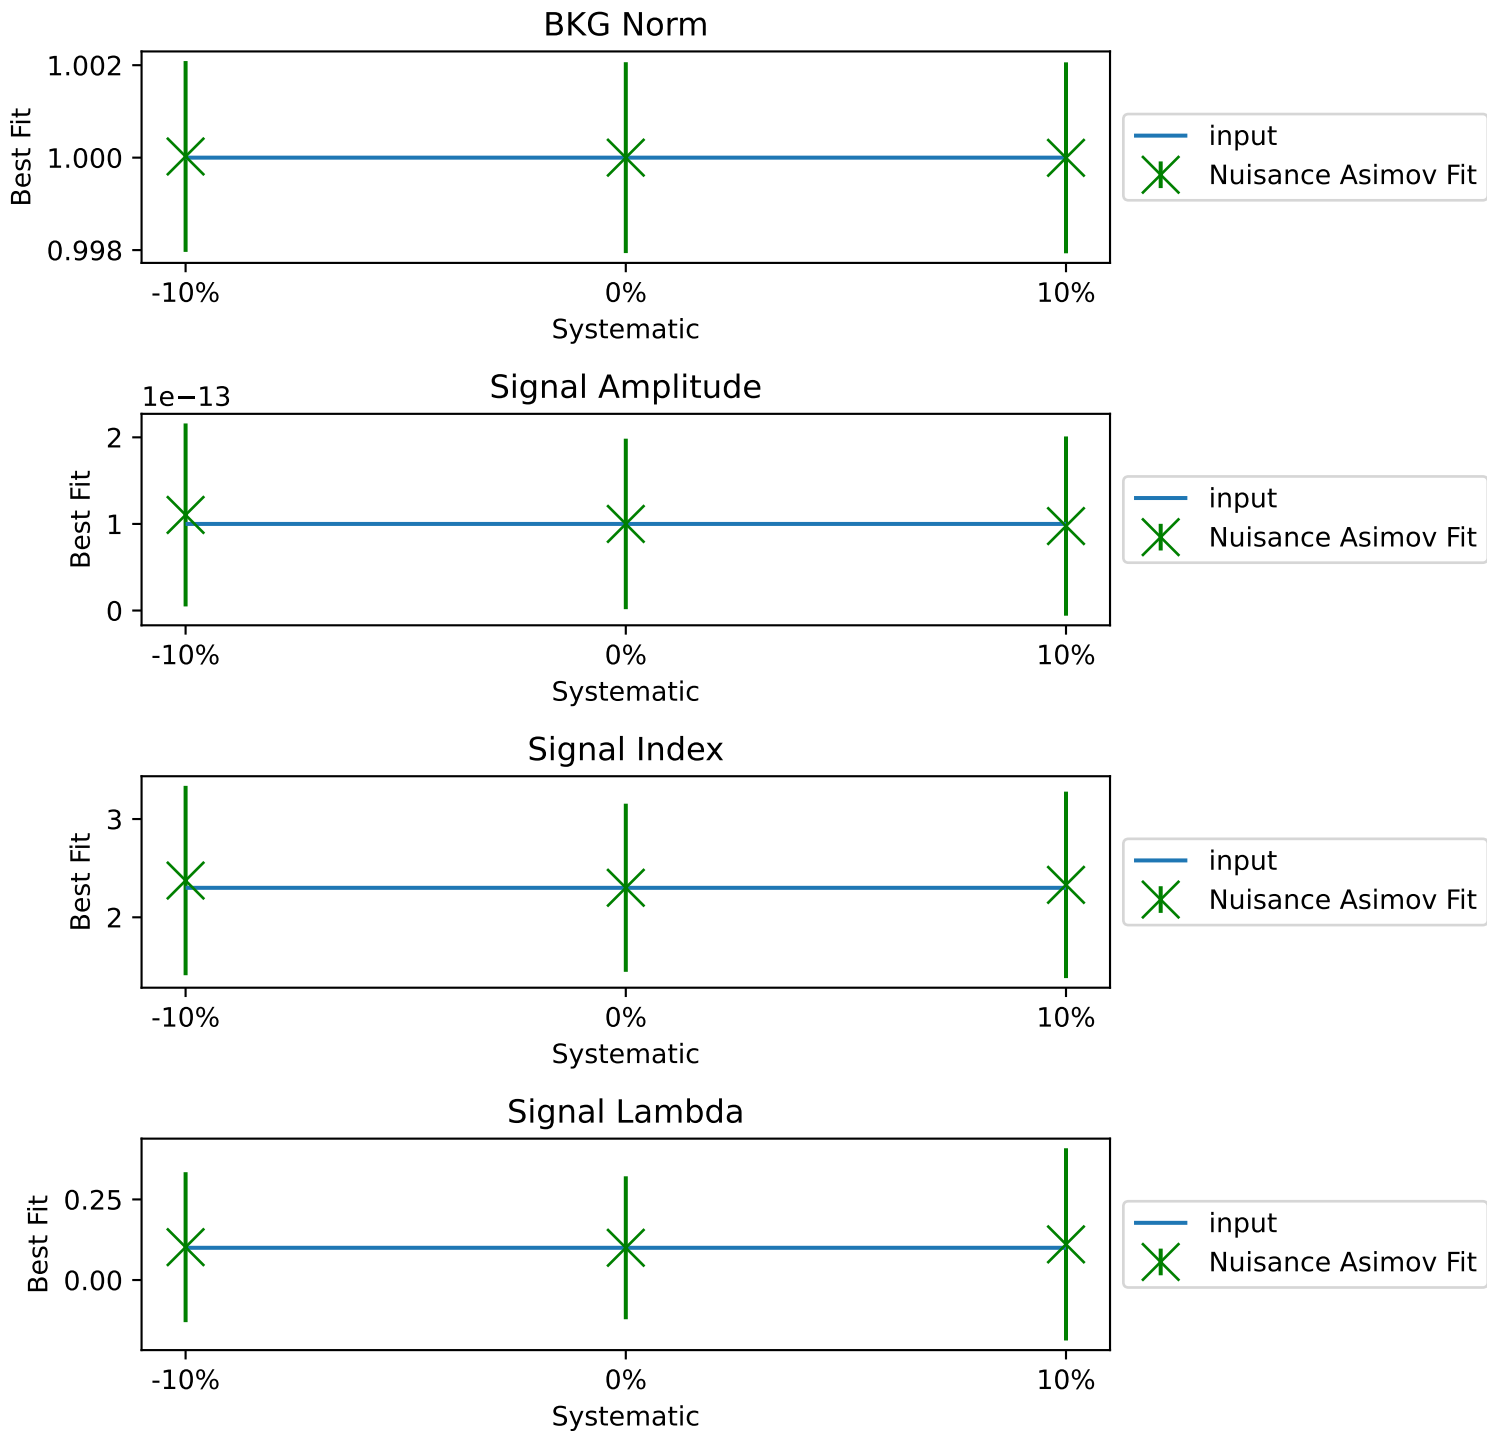 BKG Norm
1.002
1.000
0.998
Best Fit
-10% 0% 10%
Systematic
input
Nuisance Asimov Fit
Signal Amplitude
1e−13
2
1
0
Best Fit
-10% 0% 10%
Systematic
input
Nuisance Asimov Fit
Signal Index
3
2
Best Fit
-10% 0% 10%
Systematic
input
Nuisance Asimov Fit
Signal Lambda
0.25
0.00
Best Fit
-10% 0% 10%
Systematic
input
Nuisance Asimov Fit